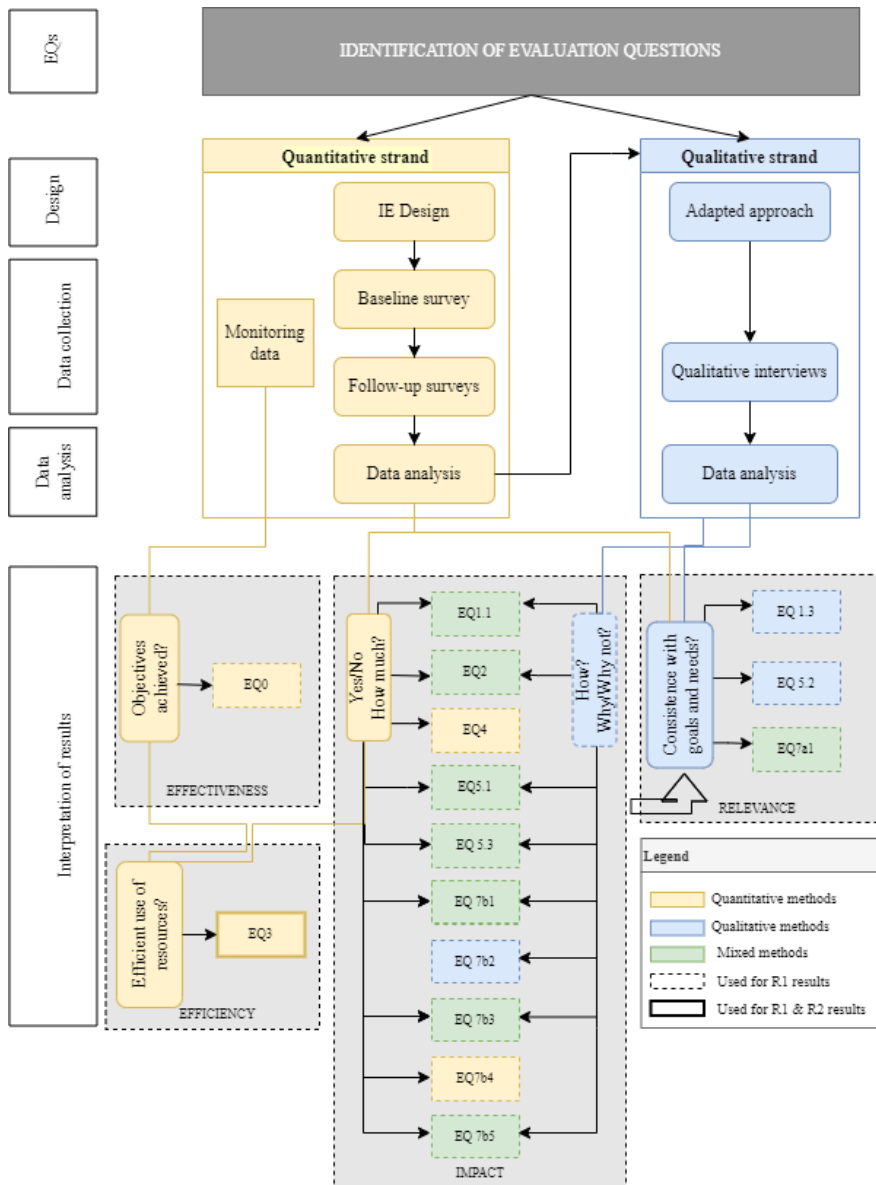 EQs
IDENTIFICATION OF EVALUATION QUESTIONS
Design
Data collection
Data
analysis
Interpretation of results
Quantitative strand
IE Design
Baseline survey
Monitoring
data
Follow-up surveys
Data analysis
Qualitative strand
Adapted approach
Qualitative interviews
Data analysis
Objectives
achieved?
EQ0
EFFECTIVENESS
Efficient use of
resources?
EQ3
EFFICIENCY
Yes/No
How much?
EQ1.1
EQ2
EQ4
EQ5.1
EQ 5.3
EQ 7b1
EQ 7b2
EQ 7b3
EQ7b4
EQ 7b5
How?
Why/Why not?
IMPACT
Consistence with
goals and needs?
EQ 1.3
EQ 5.2
EQ7a1
RELEVANCE
Legend
Quantitative methods
Qualitative methods
Mixed methods
Used for R1 results
Used for R1 & R2 results